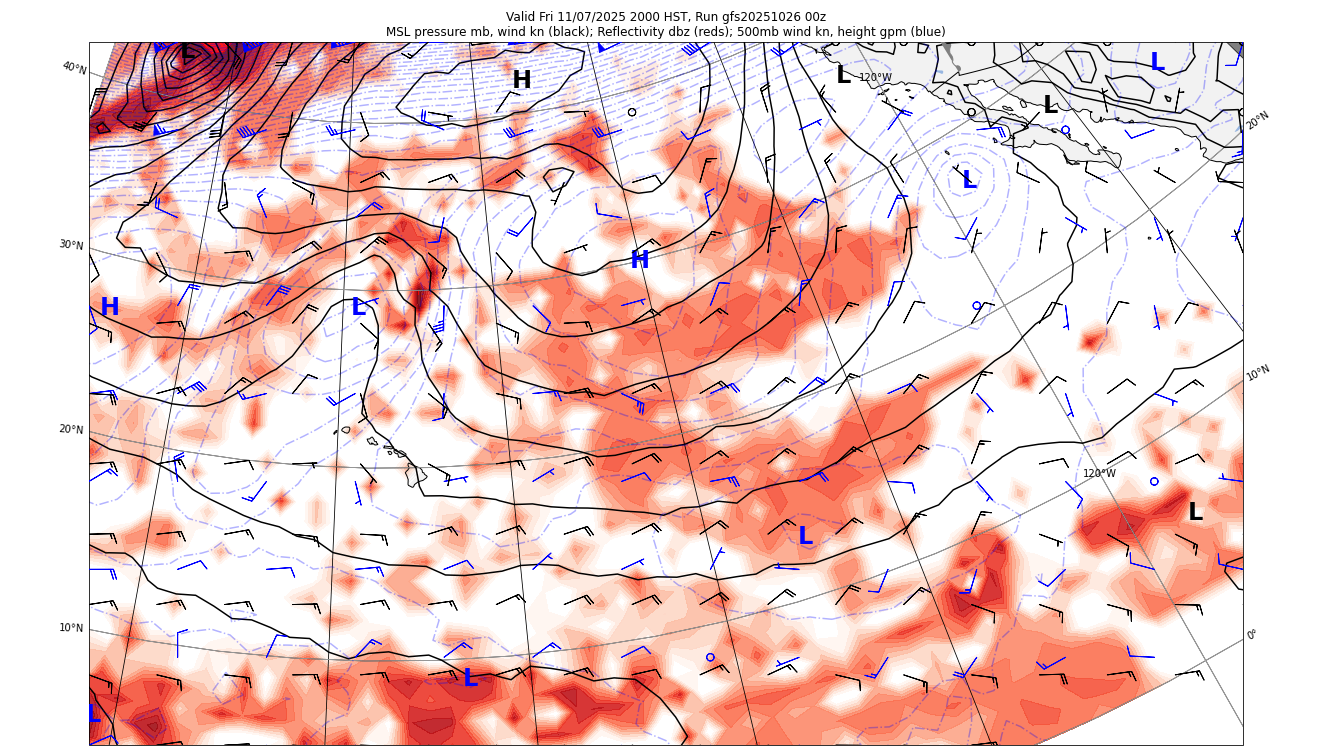 Valid Fri 11/07/2025 2000 HST, Run gfs20251026 00z
MSL pressure mb, wind kn (black); Reflectivity dbz (reds); 500mb wind kn, height gpm (blue)
L
L
40°N
H
L
120°W
L
20°N
L
30°N
H
H
L
10°N
20°N
120°W
L
L
10°N
0°
L
L